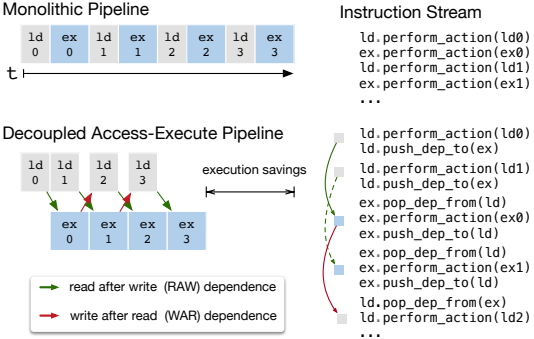 Monolithic Pipeline
ld 0 ex 0 ld 1 ex 1 ld 2 ex 2 ld 3 ex 3
t
Decoupled Access-Execute Pipeline
ld 0 ld 1 ld 2 ld 3
execution savings
ex 0 ex 1 ex 2 ex 3
read after write (RAW) dependence
write after read (WAR) dependence
Instruction Stream
ld.perform_action(ld0)
ex.perform_action(ex0)
ld.perform_action(ld1)
ex.perform_action(ex1)
...
ld.perform_action(ld0)
ld.push_dep_to(ex)
ld.perform_action(ld1)
ld.push_dep_to(ex)
ex.pop_dep_from(ld)
ex.perform_action(ex0)
ex.push_dep_to(ld)
ex.pop_dep_from(ld)
ex.perform_action(ex1)
ex.push_dep_to(ld)
ld.pop_dep_from(ex)
ld.perform_action(ld2)
...